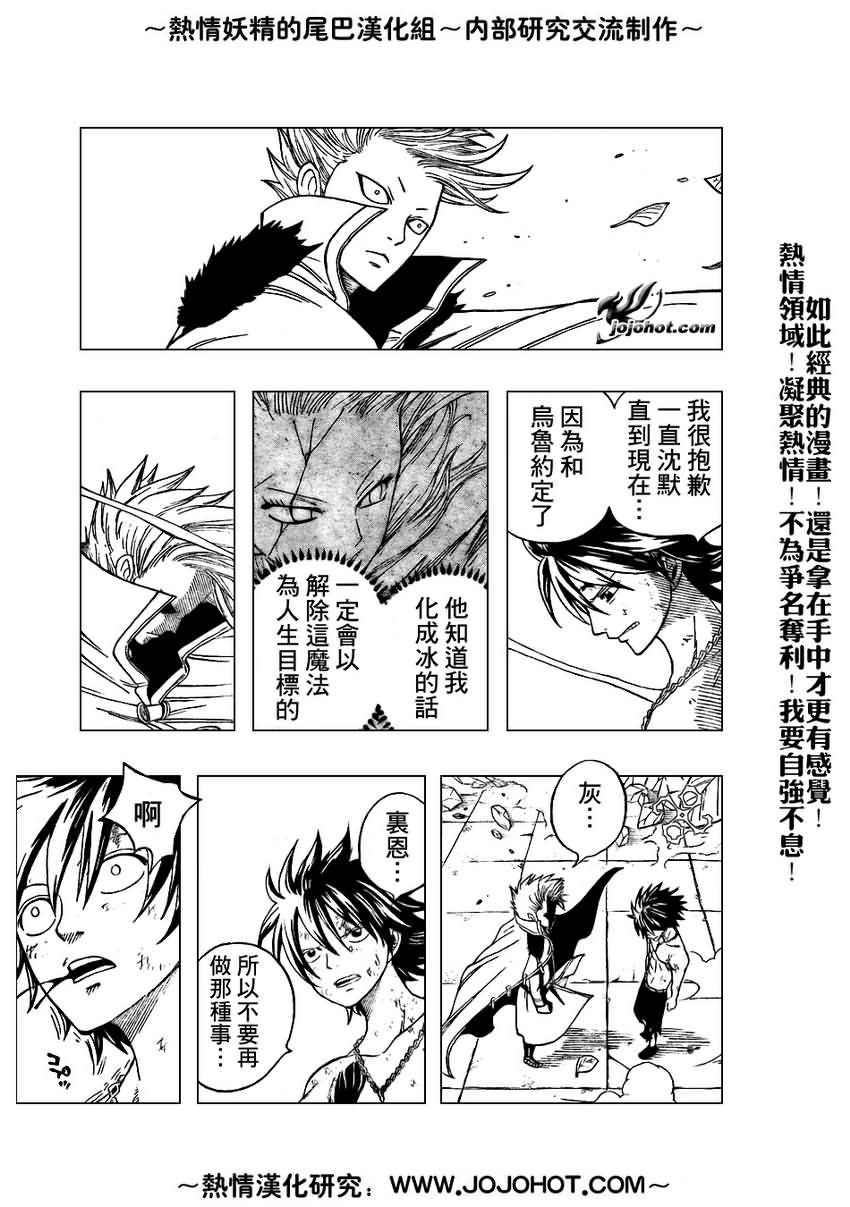 ～熱情妖精的尾巴漢化組～内部研究交流制作～
jojohot.com
我很抱歉
一直沈默
直到現在…
因為和
烏魯約定了
他知道我
化成冰的話
一定會以
解除這魔法
為人生目標的
灰…
裏恩…
所以不要再
做那種事…
啊
コポッ
如此經典的漫畫！還是拿在手中才更有感覺！
熱情領域！凝聚熱情！不為爭名奪利！我要自強不息！
～熱情漢化研究：WWW.JOJOHOT.COM～